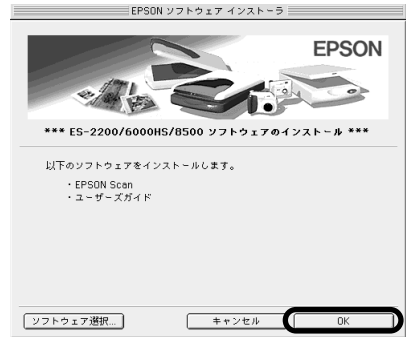 EPSON ソフトウェア インストーラ
EPSON
*** ES-2200/6000HS/8500 ソフトウェアのインストール ***
以下のソフトウェアをインストールします。
・EPSON Scan
・ユーザーズガイド
ソフトウェア選択... キャンセル OK